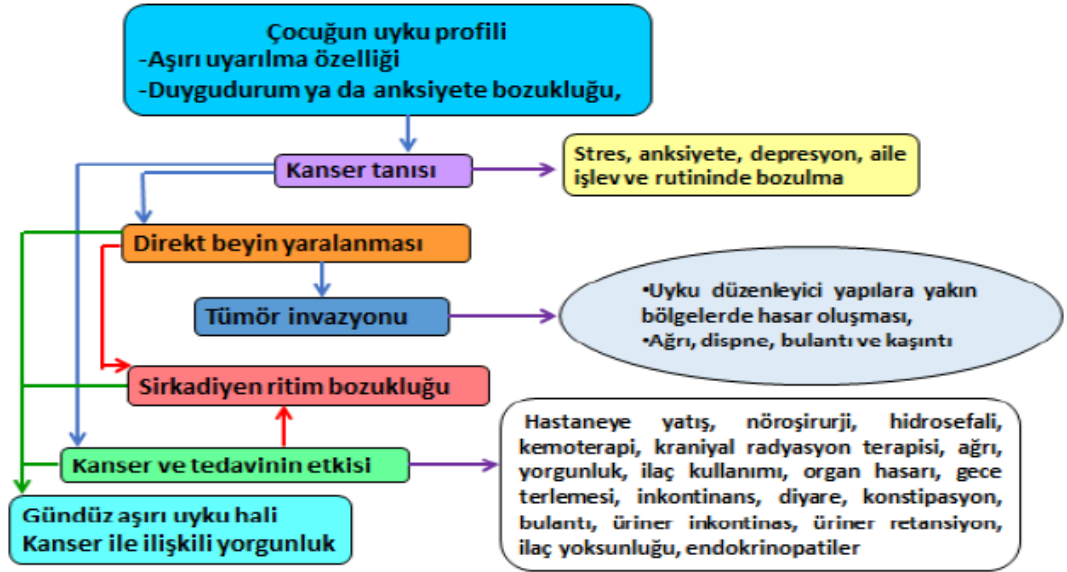 Çocuğun uyku profili
-Aşırı uyarılma özelliği
-Duygudurum ya da anksiyete bozukluğu,
Kanser tanısı
Stres, anksiyete, depresyon, aile
işlev ve rutininde bozulma
Direkt beyin yaralanması
Tümör invazyonu
•Uyku düzenleyici yapılara yakın
bölgelerde hasar oluşması,
•Ağrı, dispne, bulantı ve kaşıntı
Sirkadiyen ritim bozukluğu
Kanser ve tedavinin etkisi
Hastaneye yatış, nöroşirurji, hidrosefali,
kemoterapi, kraniyal radyasyon terapisi, ağrı,
yorgunluk, ilaç kullanımı, organ hasarı, gece
terlemesi, inkontinans, diyare, konstipasyon,
bulantı, üriner inkontinas, üriner retansiyon,
ilaç yoksunluğu, endokrinopatiler
Gündüz aşırı uyku hali
Kanser ile ilişkili yorgunluk